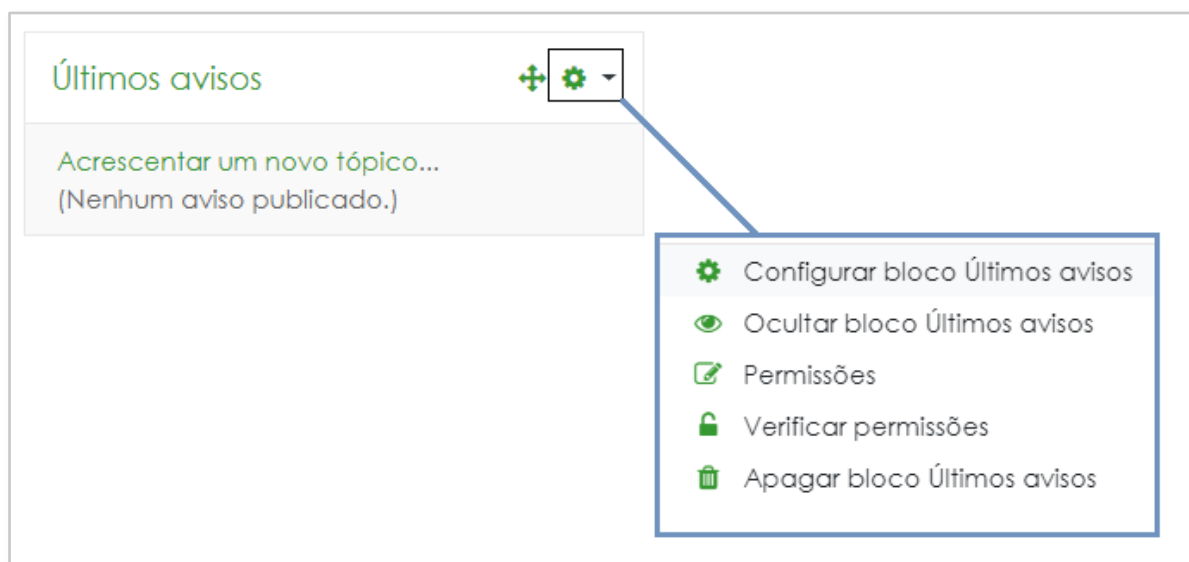 Últimos avisos
Acrescentar um novo tópico...
(Nenhum aviso publicado.)
Configurar bloco Últimos avisos
Ocultar bloco Últimos avisos
Permissões
Verificar permissões
Apagar bloco Últimos avisos